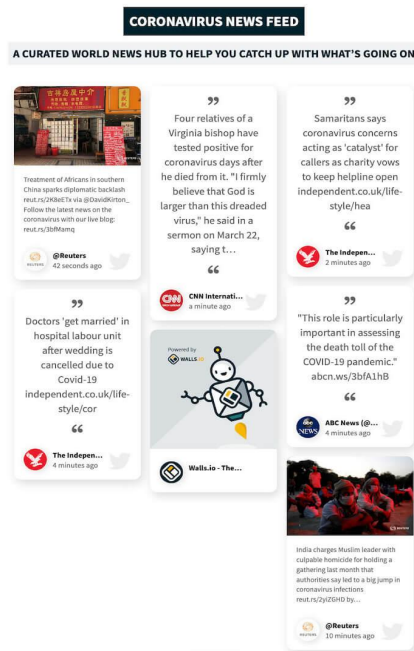 CORONAVIRUS NEWS FEED
A CURATED WORLD NEWS HUB TO HELP YOU CATCH UP WITH WHAT'S GOING ON
Treatment of Africans in southern
China sparks diplomatic backlash
reut.rs/2K8eETx via @DavidKirton_
Follow the latest news on the
coronavirus with our live blog:
reut.rs/3bfMamq
REUTERS
@Reuters
42 seconds ago
Doctors 'get married' in
hospital labour unit
after wedding is
cancelled due to
Covid-19
independent.co.uk/life-
style/cor
The Indepen...
4 minutes ago
Four relatives of a
Virginia bishop have
tested positive for
coronavirus days after
he died from it. "I firmly
believe that God is
larger than this dreaded
virus," he said in a
sermon on March 22,
saying t...
CNN
CNN Internati...
a minute ago
Powered by
WALLS.IO
Walls.io - The...
Samaritans says
coronavirus concerns
acting as 'catalyst' for
callers as charity vows
to keep helpline open
independent.co.uk/life-
style/hea
The Indepen...
2 minutes ago
"This role is particularly
important in assessing
the death toll of the
COVID-19 pandemic."
abcn.ws/3bfA1hB
abc
NEWS
ABC News (@...
4 minutes ago
India charges Muslim leader with
culpable homicide for holding a
gathering last month that
authorities say led to a big jump in
coronavirus infections
reut.rs/2yIZGHD by...
REUTERS
@Reuters
10 minutes ago